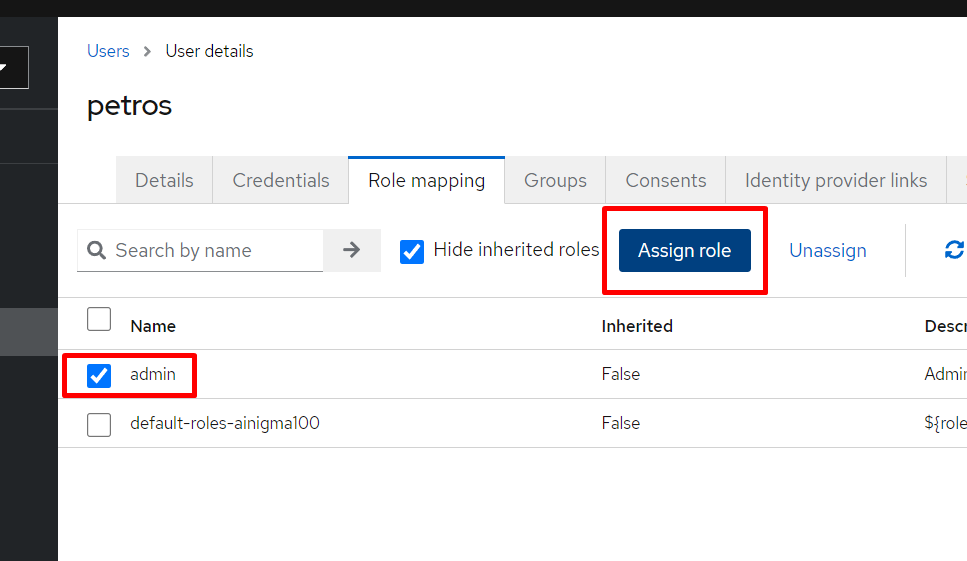 Users > User details
petros
Details Credentials Role mapping Groups Consents Identity provider links
Search by name Hide inherited roles Assign role Unassign
Name Inherited Descr
admin False Admin
default-roles-ainigma100 False ${role